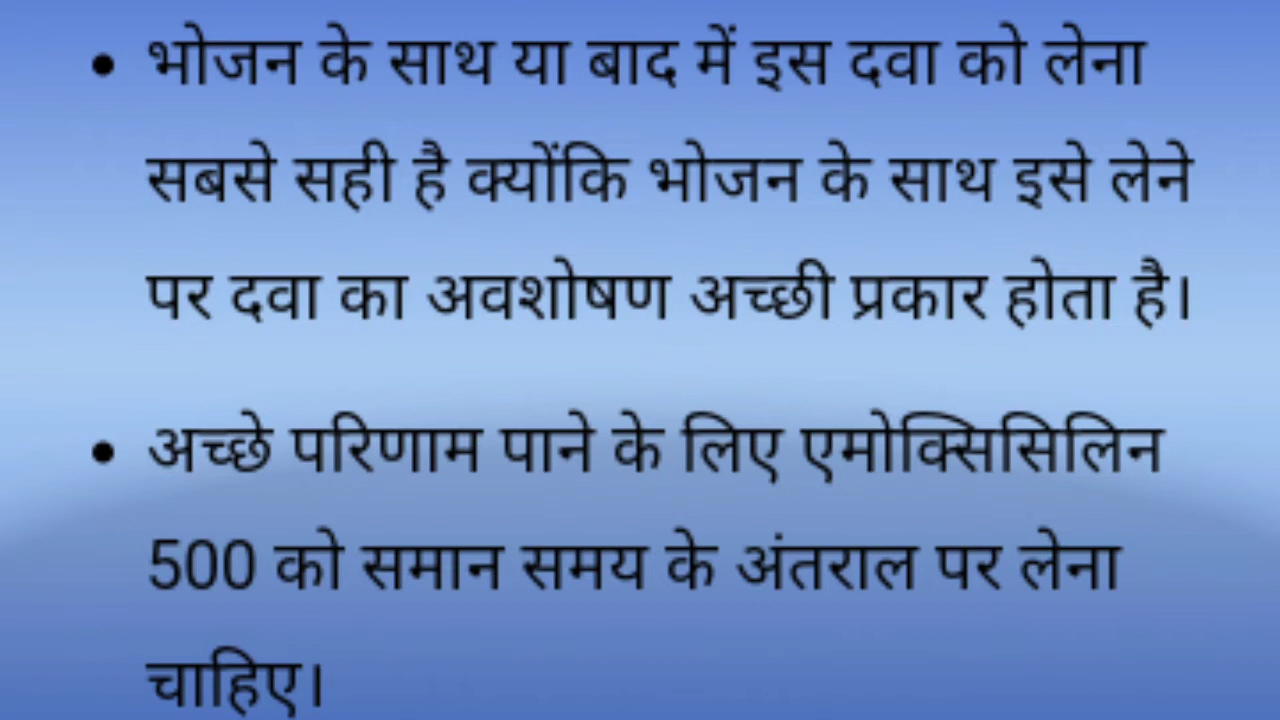 • भोजन के साथ या बाद में इस दवा को लेना
सबसे सही है क्योंकि भोजन के साथ इसे लेने
पर दवा का अवशोषण अच्छी प्रकार होता है।
• अच्छे परिणाम पाने के लिए एमोक्सिसिलिन
500 को समान समय के अंतराल पर लेना
चाहिए।